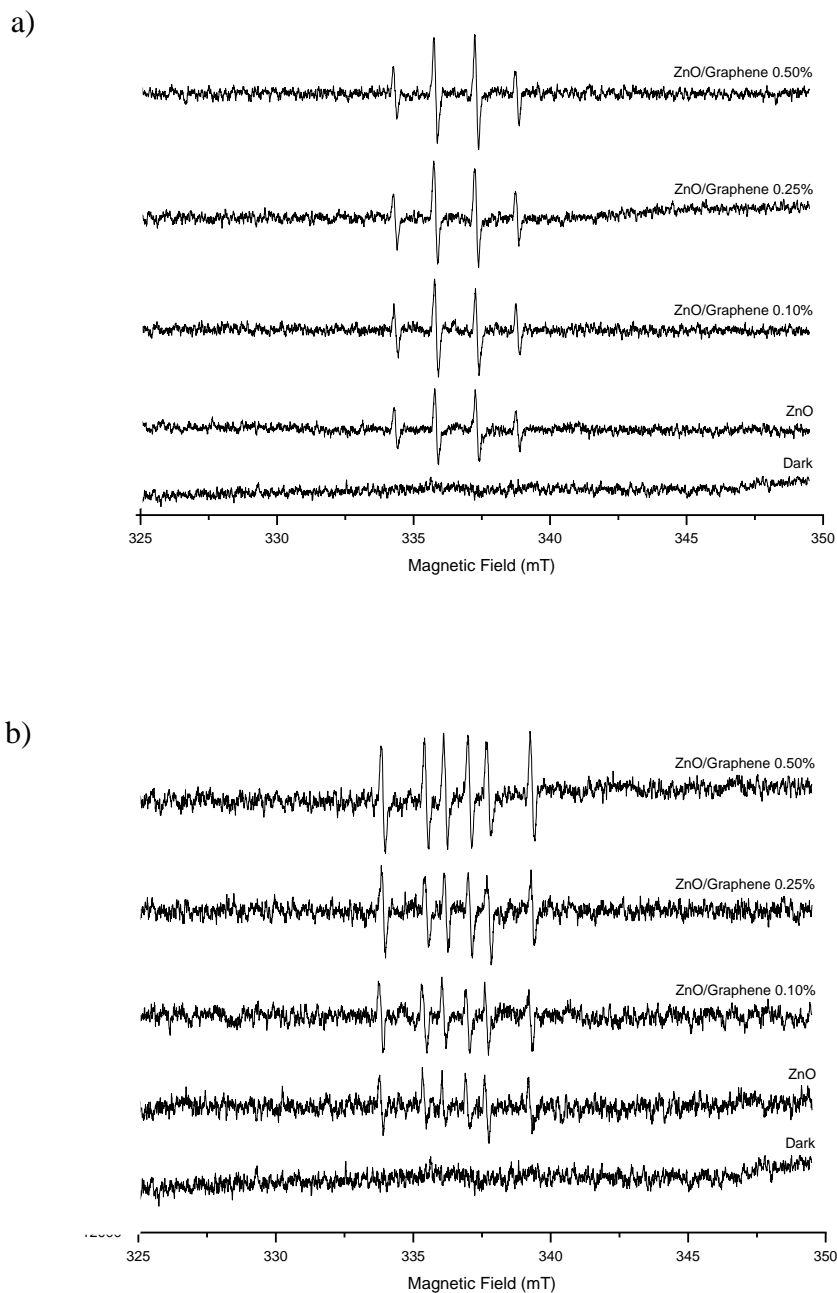 a)
ZnO/Graphene 0.50%
ZnO/Graphene 0.25%
ZnO/Graphene 0.10%
ZnO
Dark
325 330 335 340 345 350
Magnetic Field (mT)
b)
ZnO/Graphene 0.50%
ZnO/Graphene 0.25%
ZnO/Graphene 0.10%
ZnO
Dark
325 330 335 340 345 350
Magnetic Field (mT)